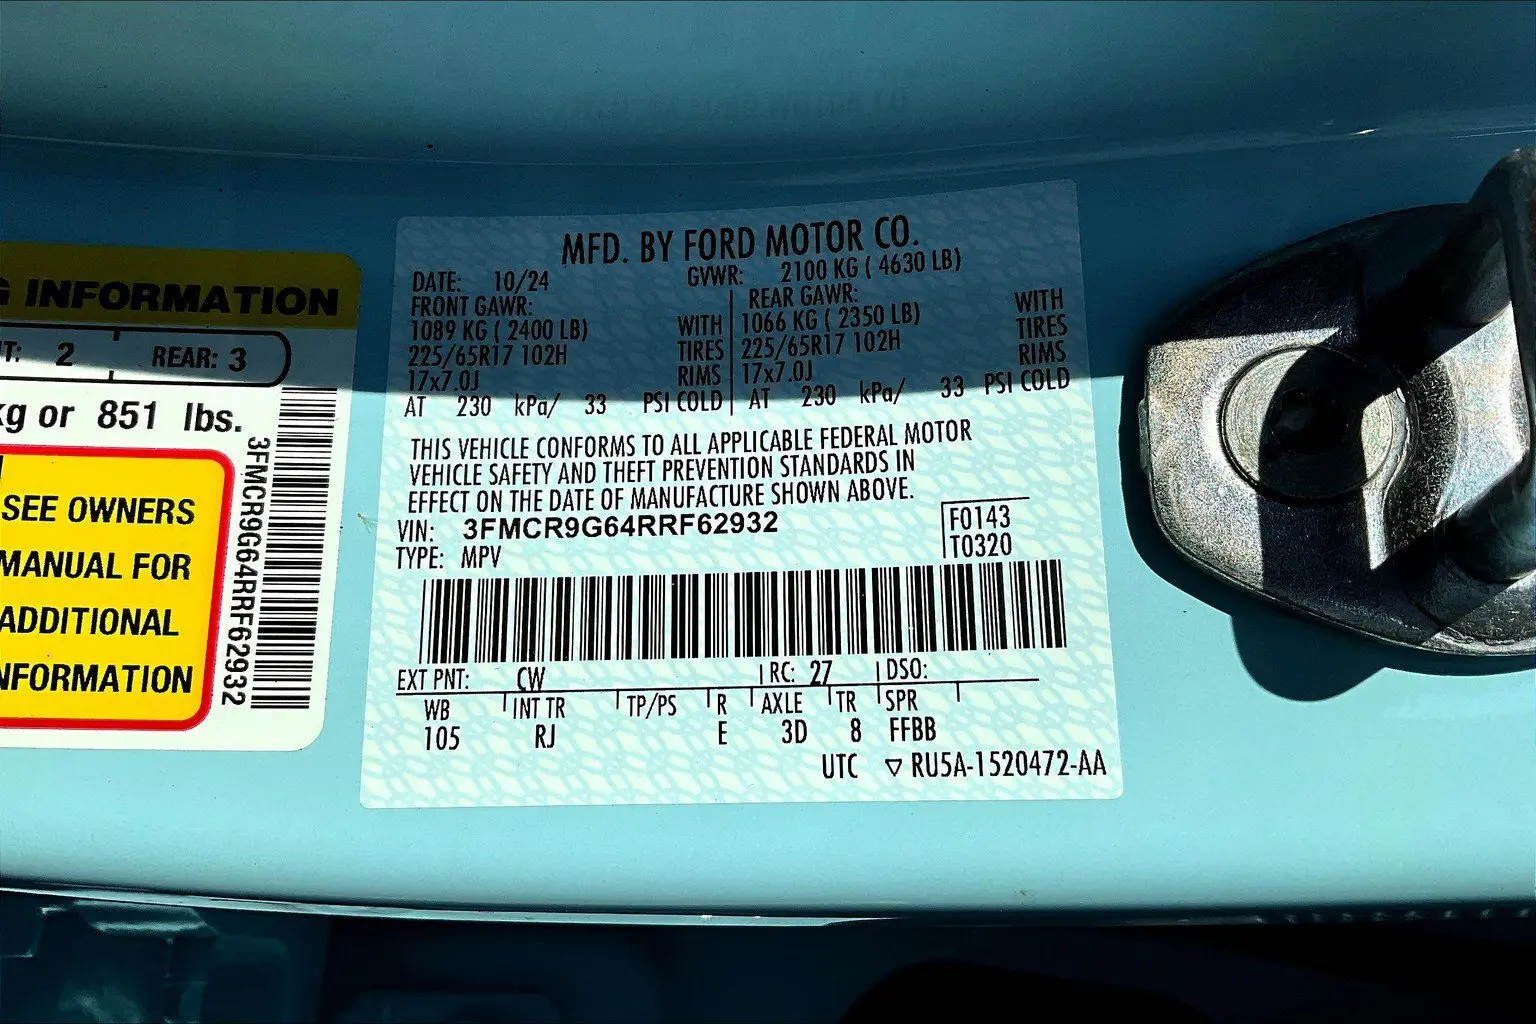 G INFORMATION
T: 2 REAR: 3
kg or 851 lbs.
SEE OWNERS
MANUAL FOR
ADDITIONAL
INFORMATION
3FMCR9G64RRF62932
MFD. BY FORD MOTOR CO.
DATE: 10/24 GVWR: 2100 KG ( 4630 LB)
FRONT GAWR: REAR GAWR: WITH
1089 KG ( 2400 LB) WITH 1066 KG ( 2350 LB) TIRES
225/65R17 102H TIRES 225/65R17 102H RIMS
17x7.0J RIMS 17x7.0J
AT 230 kPa/ 33 PSI COLD AT 230 kPa/ 33 PSI COLD
THIS VEHICLE CONFORMS TO ALL APPLICABLE FEDERAL MOTOR
VEHICLE SAFETY AND THEFT PREVENTION STANDARDS IN
EFFECT ON THE DATE OF MANUFACTURE SHOWN ABOVE.
VIN: 3FMCR9G64RRF62932 F0143
TYPE: MPV T0320
EXT PNT: CW RC: 27 DSO:
WB INT TR TP/PS R AXLE TR SPR
105 RJ E 3D 8 FFBB
UTC ▽ RU5A-1520472-AA